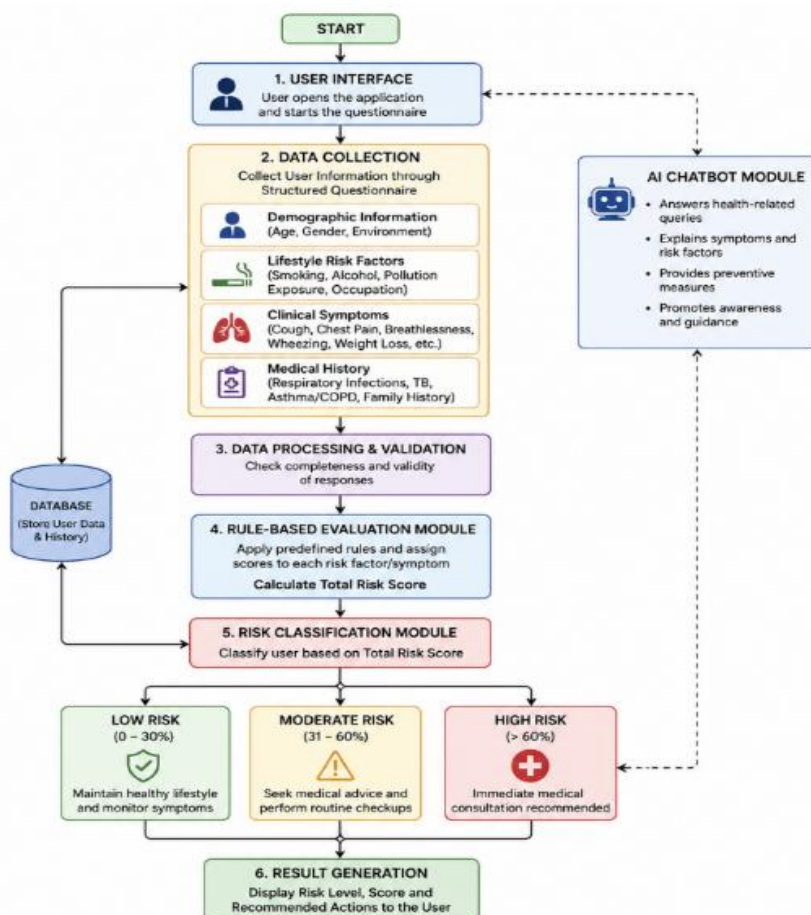 START
1. USER INTERFACE
User opens the application
and starts the questionnaire
2. DATA COLLECTION
Collect User Information through
Structured Questionnaire
Demographic Information
(Age, Gender, Environment)
Lifestyle Risk Factors
(Smoking, Alcohol, Pollution
Exposure, Occupation)
Clinical Symptoms
(Cough, Chest Pain, Breathlessness,
Wheezing, Weight Loss, etc.)
Medical History
(Respiratory Infections, TB,
Asthma/COPD, Family History)
AI CHATBOT MODULE
• Answers health-related
queries
• Explains symptoms and
risk factors
• Provides preventive
measures
• Promotes awareness
and guidance
3. DATA PROCESSING & VALIDATION
Check completeness and validity
of responses
DATABASE
(Store User Data
& History)
4. RULE-BASED EVALUATION MODULE
Apply predefined rules and assign
scores to each risk factor/symptom
Calculate Total Risk Score
5. RISK CLASSIFICATION MODULE
Classify user based on Total Risk Score
LOW RISK
(0 – 30%)
Maintain healthy lifestyle
and monitor symptoms
MODERATE RISK
(31 – 60%)
Seek medical advice and
perform routine checkups
HIGH RISK
(> 60%)
Immediate medical
consultation recommended
6. RESULT GENERATION
Display Risk Level, Score and
Recommended Actions to the User